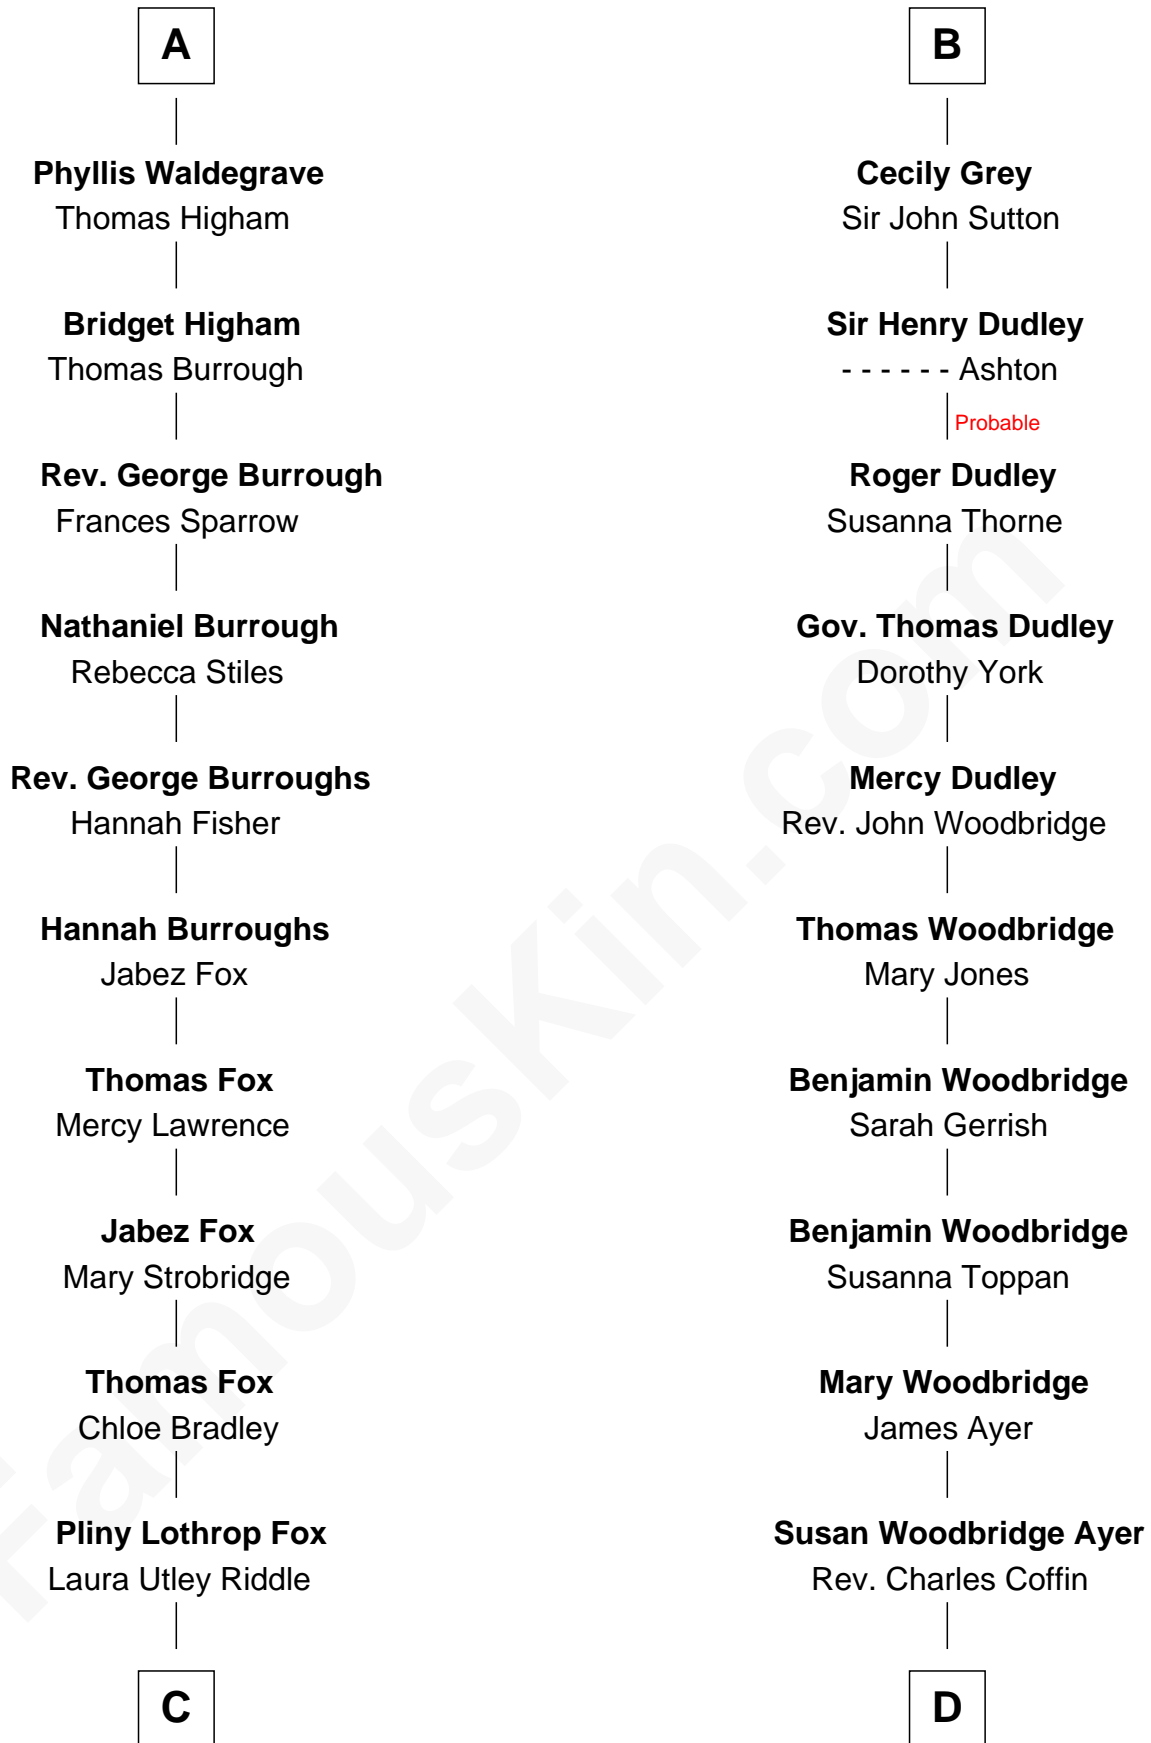 A
Phyllis Waldegrave
Thomas Higham
Bridget Higham
Thomas Burrough
Rev. George Burrough
Frances Sparrow
Nathaniel Burrough
Rebecca Stiles
Rev. George Burroughs
Hannah Fisher
Hannah Burroughs
Jabez Fox
Thomas Fox
Mercy Lawrence
Jabez Fox
Mary Strobridge
Thomas Fox
Chloe Bradley
Pliny Lothrop Fox
Laura Utley Riddle
C
B
Cecily Grey
Sir John Sutton
Sir Henry Dudley
- - - - - - Ashton
Probable
Roger Dudley
Susanna Thorne
Gov. Thomas Dudley
Dorothy York
Mercy Dudley
Rev. John Woodbridge
Thomas Woodbridge
Mary Jones
Benjamin Woodbridge
Sarah Gerrish
Benjamin Woodbridge
Susanna Toppan
Mary Woodbridge
James Ayer
Susan Woodbridge Ayer
Rev. Charles Coffin
D
FamousKin.com